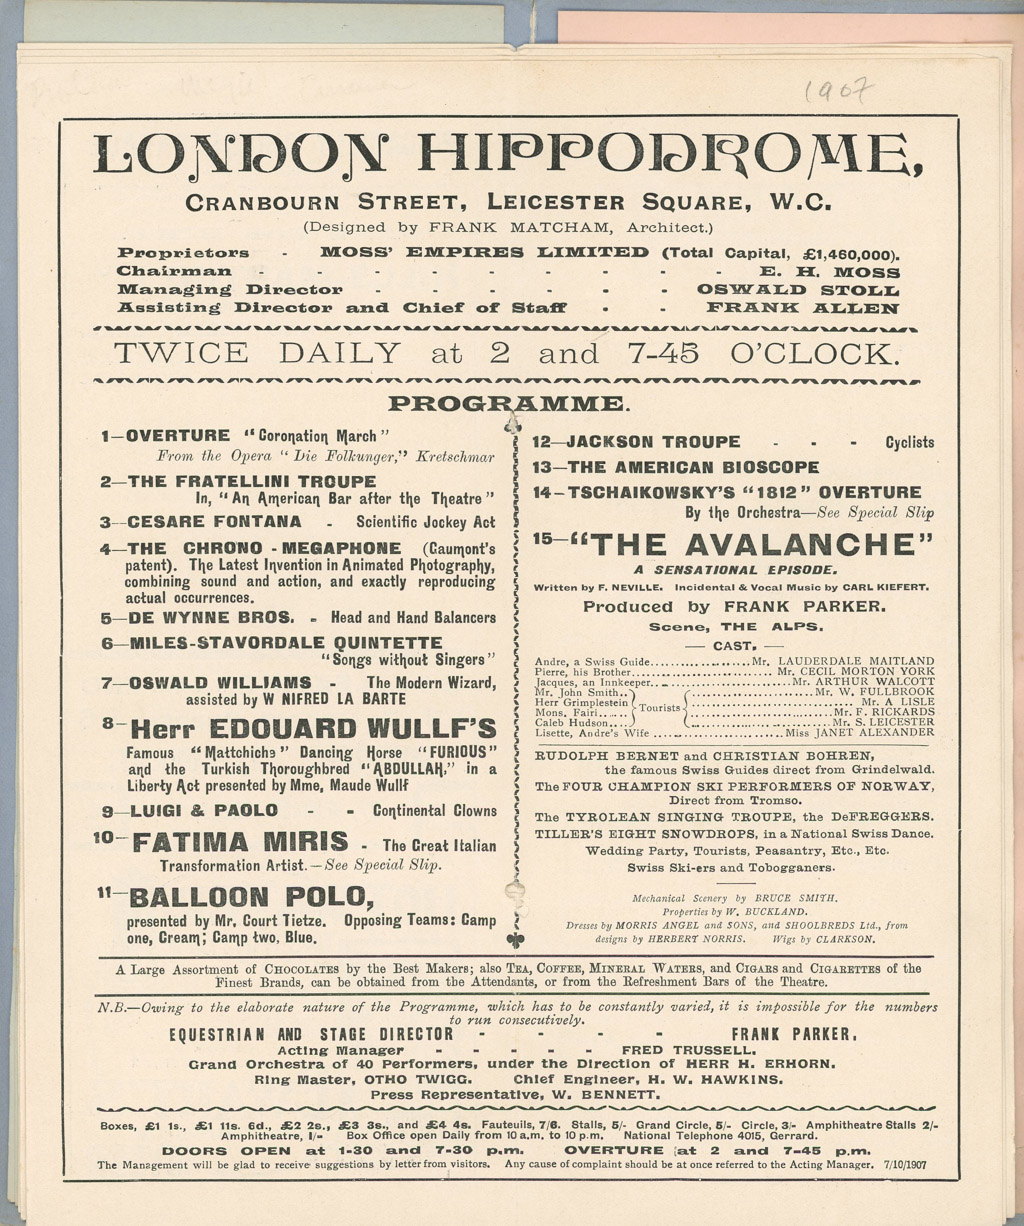 1907
LONDON HIPPODROME,
CRANBOURN STREET, LEICESTER SQUARE, W.C.
(Designed by FRANK MATCHAM, Architect.)
Proprietors - MOSS' EMPIRES LIMITED (Total Capital, £1,460,000).
Chairman - - - - - - - - E. H. MOSS
Managing Director - - - - - - OSWALD STOLL
Assisting Director and Chief of Staff - - FRANK ALLEN
TWICE DAILY at 2 and 7-45 O'CLOCK.
PROGRAMME.
1—OVERTURE "Coronation March"
From the Opera "Die Folkunger," Kretschmar
2—THE FRATELLINI TROUPE
In, "An American Bar after the Theatre"
3—CESARE FONTANA - Scientific Jockey Act
4—THE CHRONO-MEGAPHONE (Gaumont's
patent). The Latest Invention in Animated Photography,
combining sound and action, and exactly reproducing
actual occurrences.
5—DE WYNNE BROS. - Head and Hand Balancers
6—MILES-STAVORDALE QUINTETTE
"Songs without Singers"
7—OSWALD WILLIAMS - The Modern Wizard,
assisted by W NIFRED LA BARTE
8—Herr EDOUARD WULLF'S
Famous "Mattchichs" Dancing Horse "FURIOUS"
and the Turkish Thoroughbred "ABDULLAH," in a
Liberty Act presented by Mme, Maude Wullf
9—LUIGI & PAOLO - - Continental Clowns
10—FATIMA MIRIS - The Great Italian
Transformation Artist.—See Special Slip.
11—BALLOON POLO,
presented by Mr. Court Tietze. Opposing Teams: Camp
one, Cream; Camp two, Blue.
12—JACKSON TROUPE - - - Cyclists
13—THE AMERICAN BIOSCOPE
14—TSCHAIKOWSKY'S "1812" OVERTURE
By the Orchestra—See Special Slip
15—"THE AVALANCHE"
A SENSATIONAL EPISODE.
Written by F. NEVILLE. Incidental & Vocal Music by CARL KIEFERT.
Produced by FRANK PARKER.
Scene, THE ALPS.
— CAST. —
Andre, a Swiss Guide....................Mr. LAUDERDALE MAITLAND
Pierre, his Brother.......................... Mr. CECIL MORTON YORK
Jacques, an Innkeeper.........................Mr. ARTHUR WALCOTT
Mr. John Smith.. } Tourists { ......................Mr. W. FULLBROOK
Herr Grimplestein ..............................Mr. A LISLE
Mons. Fairi...... ..........................Mr. F. RICKARDS
Caleb Hudson.. ..........................Mr. S. LEICESTER
Lisette, Andre's Wife ........................Miss JANET ALEXANDER
RUDOLPH BERNET and CHRISTIAN BOHREN,
the famous Swiss Guides direct from Grindelwald.
The FOUR CHAMPION SKI PERFORMERS OF NORWAY,
Direct from Tromso.
The TYROLEAN SINGING TROUPE, the DeFREGGERS.
TILLER'S EIGHT SNOWDROPS, in a National Swiss Dance.
Wedding Party, Tourists, Peasantry, Etc., Etc.
Swiss Ski-ers and Tobogganers.
Mechanical Scenery by BRUCE SMITH.
Properties by W. BUCKLAND.
Dresses by MORRIS ANGEL and SONS, and SHOOLBREDS Ltd., from
designs by HERBERT NORRIS. Wigs by CLARKSON.
A Large Assortment of CHOCOLATES by the Best Makers; also TEA, COFFEE, MINERAL WATERS, and CIGARS and CIGARETTES of the
Finest Brands, can be obtained from the Attendants, or from the Refreshment Bars of the Theatre.
N.B.—Owing to the elaborate nature of the Programme, which has to be constantly varied, it is impossible for the numbers
to run consecutively.
EQUESTRIAN AND STAGE DIRECTOR - - - - FRANK PARKER.
Acting Manager - - - - - FRED TRUSSELL.
Grand Orchestra of 40 Performers, under the Direction of HERR H. ERHORN.
Ring Master, OTHO TWIGG. Chief Engineer, H. W. HAWKINS.
Press Representative, W. BENNETT.
Boxes, £1 1s., £1 11s. 6d., £2 2s., £3 3s., and £4 4s. Fauteuils, 7/6. Stalls, 5/- Grand Circle, 5/- Circle, 3/- Amphitheatre Stalls 2/-
Amphitheatre, 1/- Box Office open Daily from 10 a.m. to 10 p.m. National Telephone 4015, Gerrard.
DOORS OPEN at 1-30 and 7-30 p.m. OVERTURE at 2 and 7-45 p.m.
The Management will be glad to receive suggestions by letter from visitors. Any cause of complaint should be at once referred to the Acting Manager. 7/10/1907